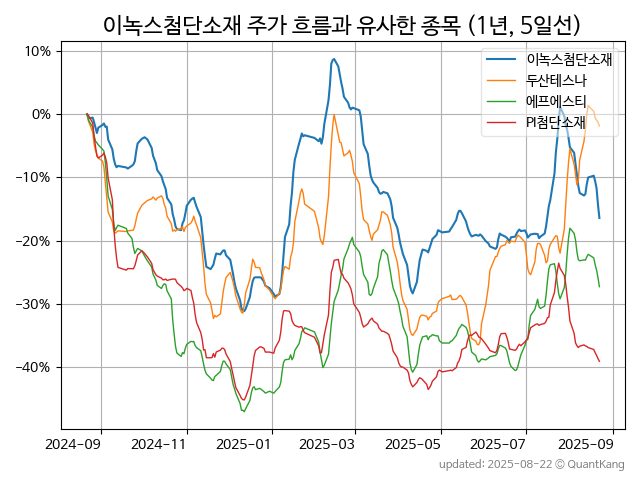 이녹스첨단소재 주가 흐름과 유사한 종목 (1년, 5일선)
이녹스첨단소재
두산테스나
에프에스티
PI첨단소재
10%
0%
−10%
−20%
−30%
−40%
2024-09
2024-11
2025-01
2025-03
2025-05
2025-07
2025-09
updated: 2025-08-22 © QuantKang